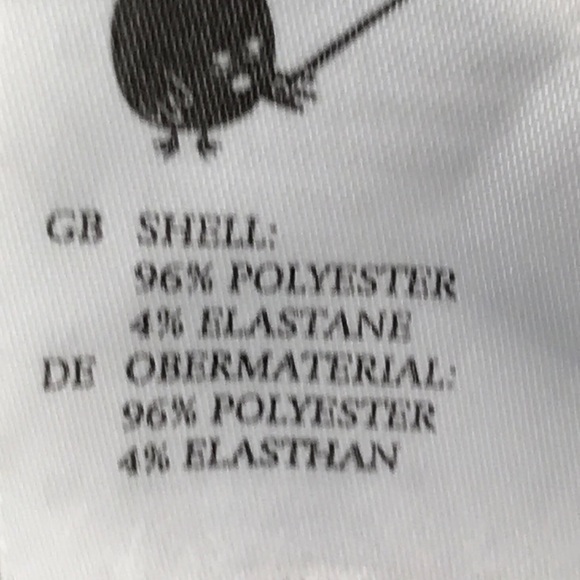 GB SHELL:
96% POLYESTER
4% ELASTANE
DE OBERMATERIAL:
96% POLYESTER
4% ELASTHAN